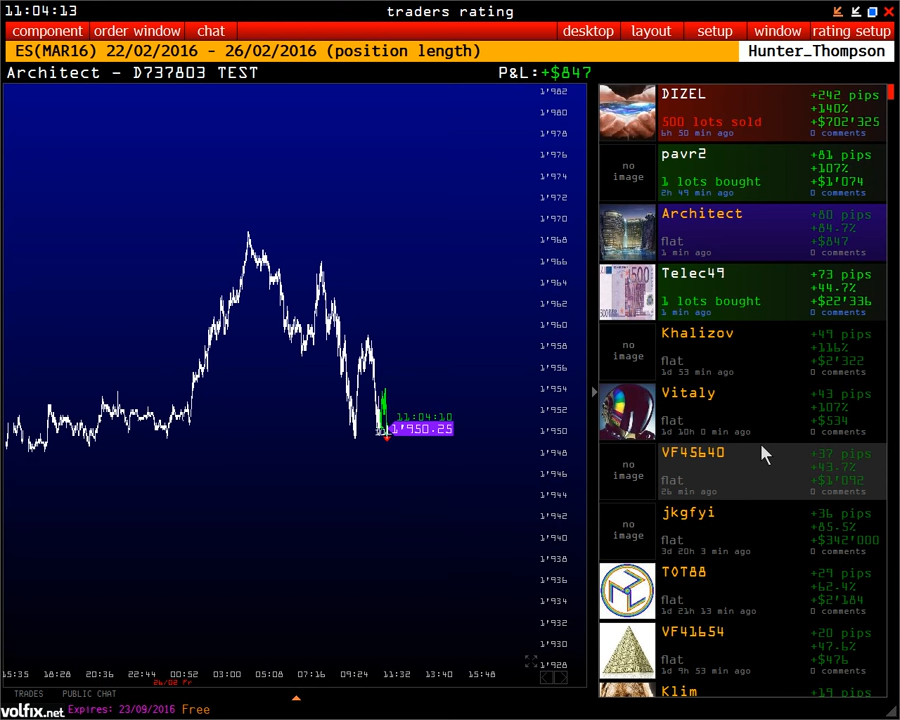 11:04:13
traders rating
component
order window
chat
desktop
layout
setup
window
rating setup
ES(MAR16) 22/02/2016 - 26/02/2016 (position length)
Hunter_Thompson
Architect - D737803 TEST
P&L:+$847
1'982
1'980
1'978
1'976
1'974
1'972
1'970
1'968
1'966
1'964
1'962
1'960
1'958
1'956
1'954
1'952
1'950
1'948
1'946
1'944
1'942
1'940
1'938
1'936
1'934
1'932
1'930
1'928
11:04:10
1'950.25
15:35 18:28 20:36 22:44 00:52 03:00 05:08 07:16 09:24 11:32 13:40 15:48
26/02 Fr
DIZEL
+242 pips
+140%
500 lots sold
+$702'325
6h 50 min ago
0 comments
no image
pavr2
+81 pips
+107%
1 lots bought
+$1'074
2h 49 min ago
0 comments
Architect
+80 pips
+84.7%
flat
+$847
1 min ago
0 comments
Telec49
+73 pips
+44.7%
1 lots bought
+$22'336
1 min ago
0 comments
no image
Khalizov
+49 pips
+116%
flat
+$2'322
1d 53 min ago
0 comments
Vitaly
+43 pips
+107%
flat
+$534
1d 10h 0 min ago
0 comments
no image
VF45640
+37 pips
+43.7%
flat
+$1'092
26 min ago
0 comments
no image
jkgfyi
+36 pips
+85.5%
flat
+$342'000
3d 20h 3 min ago
0 comments
TOT88
+29 pips
+62.4%
flat
+$2'184
1d 21h 13 min ago
0 comments
VF41654
+20 pips
+47.6%
flat
+$476
1d 9h 53 min ago
0 comments
Klim
+19 pips
TRADES
PUBLIC CHAT
volfix.net
Expires: 23/09/2016
Free